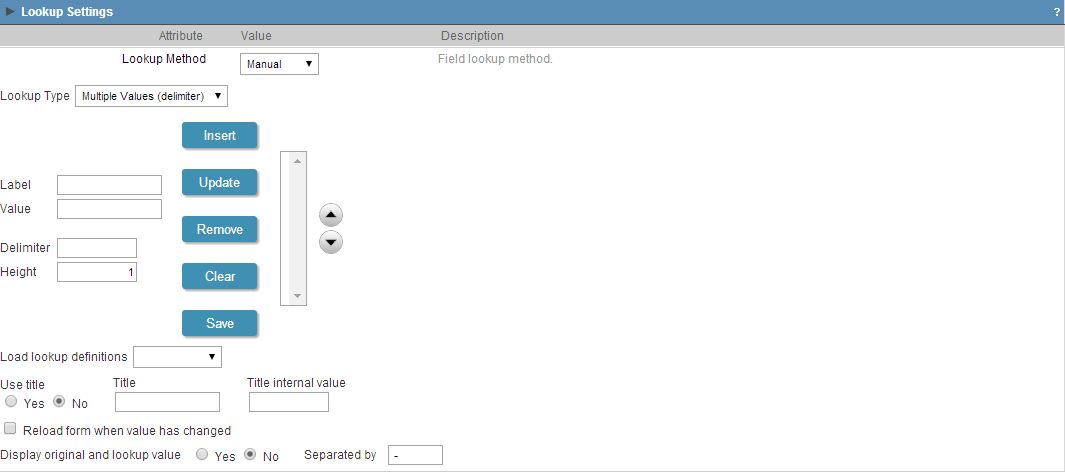 Lookup Settings ?
Attribute Value Description
Lookup Method Manual Field lookup method.
Lookup Type Multiple Values (delimiter)
Insert
Label Update
Value
Remove
Delimiter
Height 1
Clear
Save
Load lookup definitions
Use title Title Title internal value
Yes No
Reload form when value has changed
Display original and lookup value Yes No Separated by -